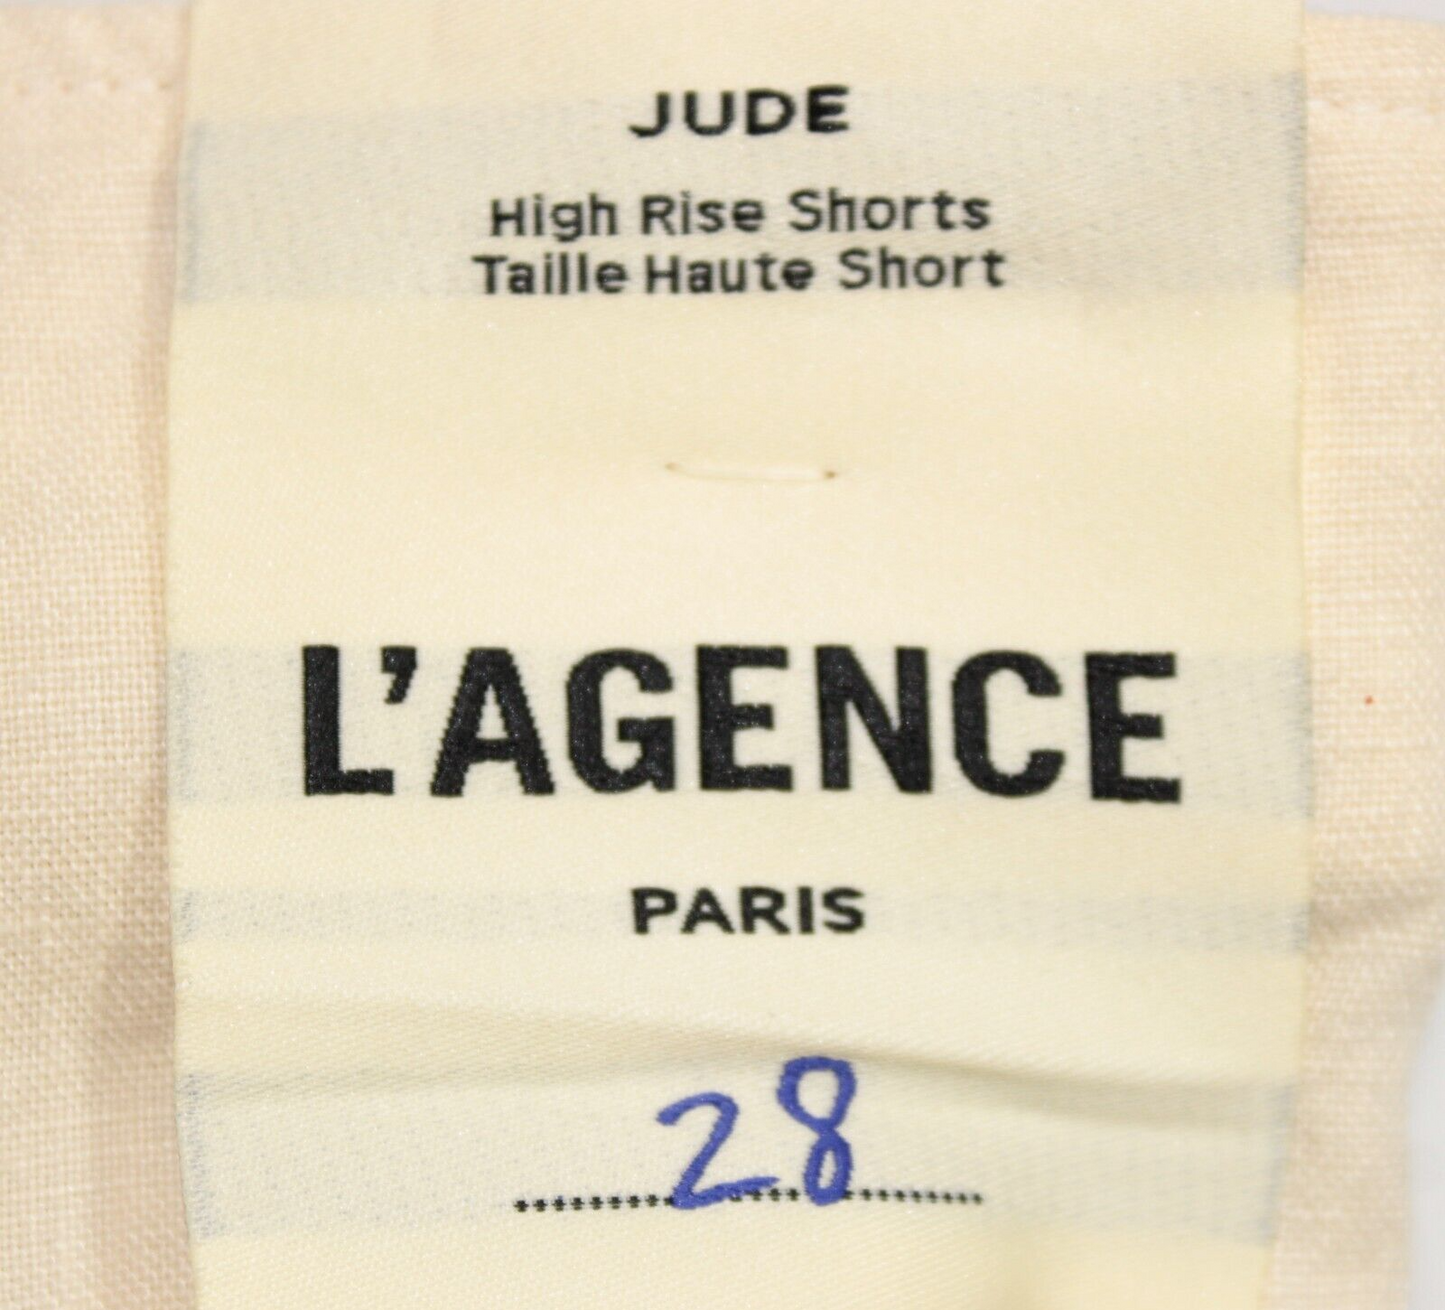 JUDE
High Rise Shorts
Taille Haute Short
L'AGENCE
PARIS
28